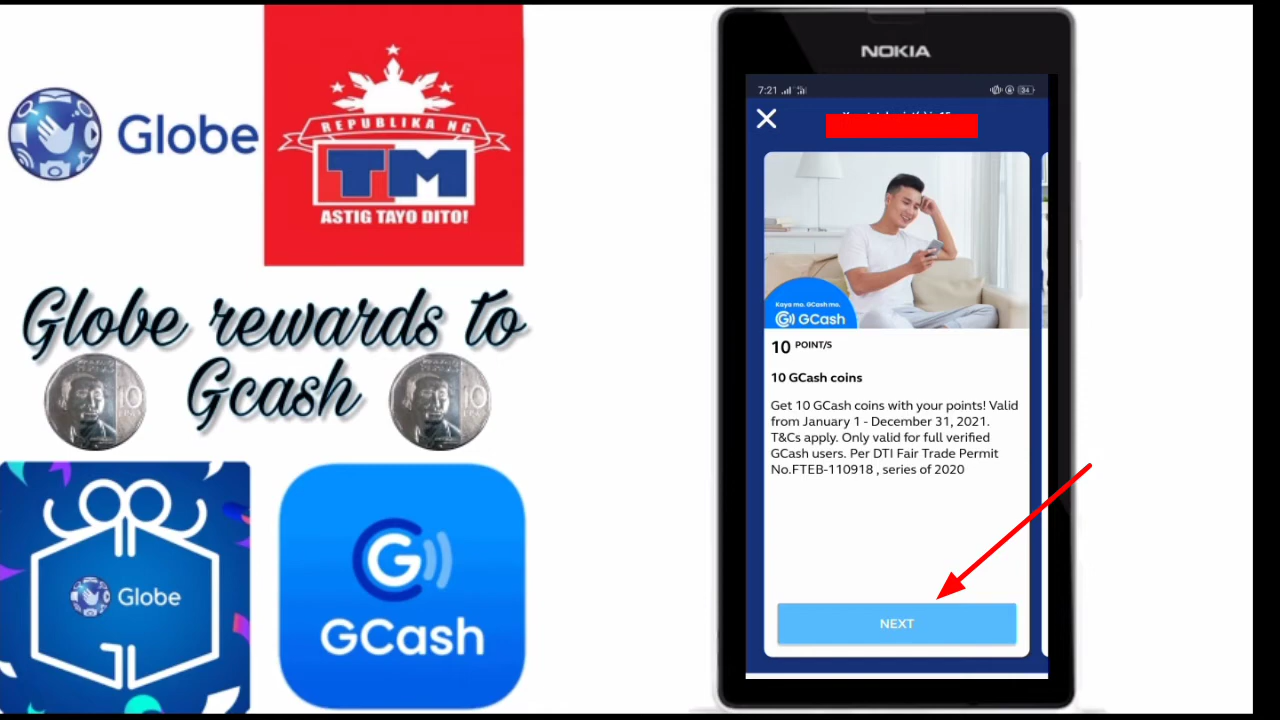 Globe
REPUBLIKA NG
TM
ASTIG TAYO DITO!
Globe rewards to
Gcash
10
10
Globe
GCash
NOKIA
7:21
34
Kaya mo. GCash mo.
GCash
10 POINT/S
10 GCash coins
Get 10 GCash coins with your points! Valid
from January 1 - December 31, 2021.
T&Cs apply. Only valid for full verified
GCash users. Per DTI Fair Trade Permit
No.FTEB-110918 , series of 2020
NEXT